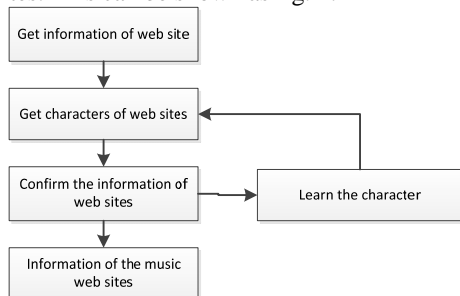 Get information of web site
Get characters of web sites
Confirm the information of
web sites
Learn the character
Information of the music
web sites